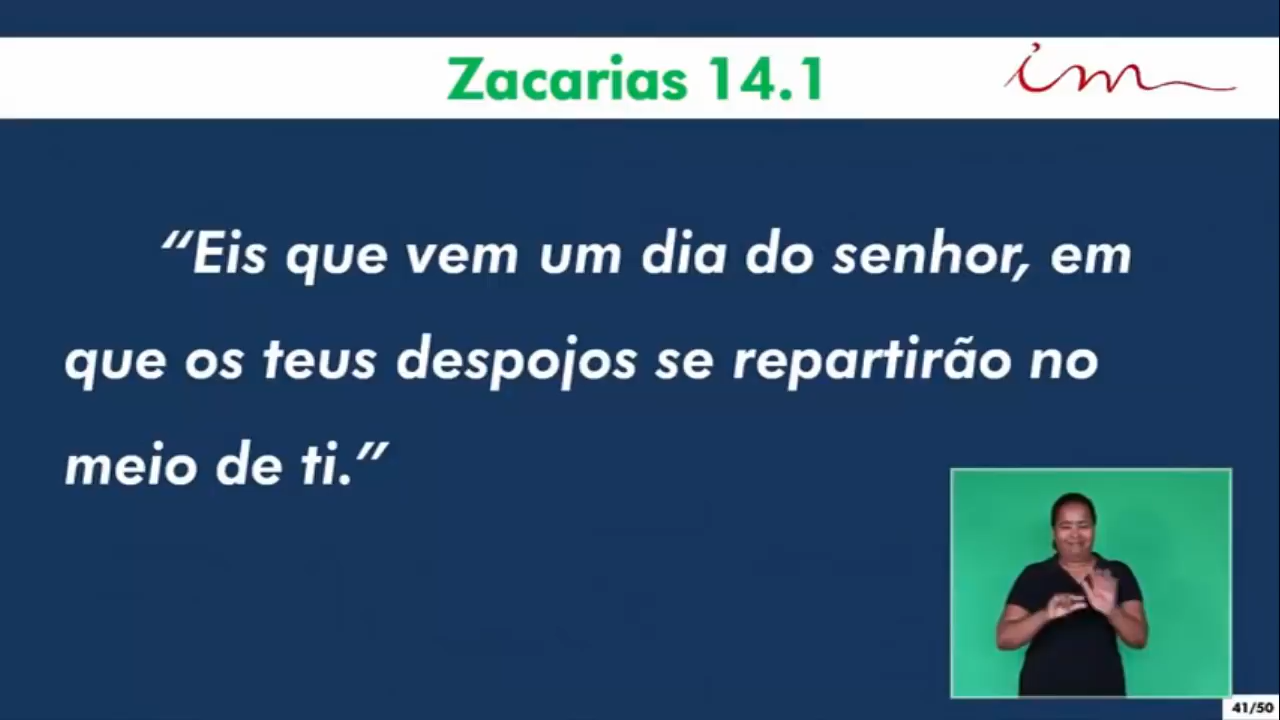 Zacarias 14.1
im
“Eis que vem um dia do senhor, em
que os teus despojos se repartirão no
meio de ti.”
41/50